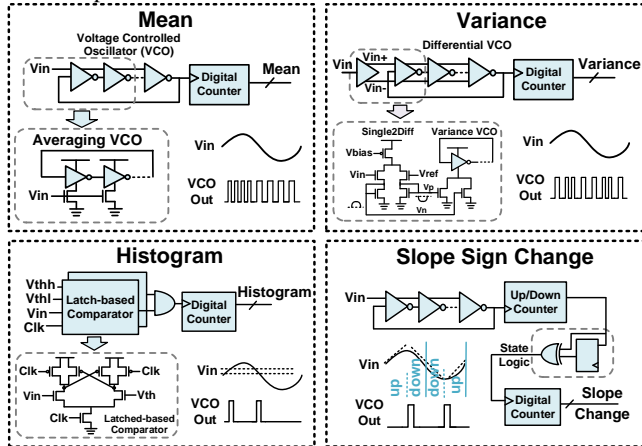 Mean
Voltage Controlled
Oscillator (VCO)
Vin
Digital
Counter
Mean
Averaging VCO
Vin
Vin
VCO
Out
Variance
Differential VCO
Vin
Vin+
Vin-
Digital
Counter
Variance
Single2Diff
Variance VCO
Vbias
Vin
Vref
Vp
Vn
Vin
VCO
Out
Histogram
Vthh
Vthl
Vin
Clk
Latch-based
Comparator
Digital
Counter
Histogram
Clk
Clk
Vin
Vth
Clk
Latched-based
Comparator
Vin
VCO
Out
Slope Sign Change
Vin
Up/Down
Counter
State
Logic
Vin
up
down
down
up
VCO
Out
Digital
Counter
Slope
Change